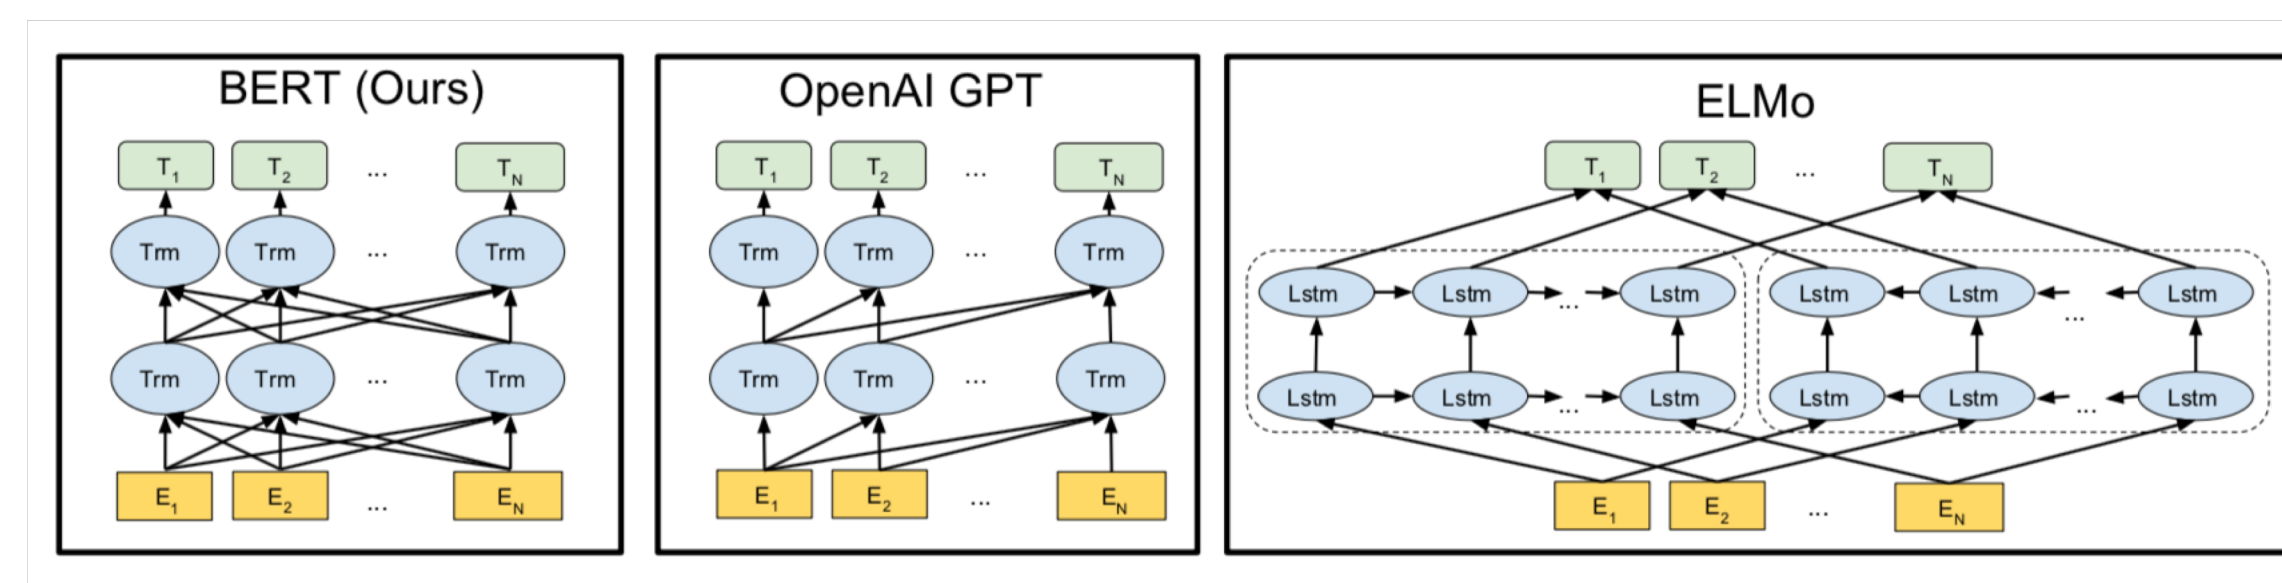 BERT (Ours)
T1 T2 ... TN
Trm Trm ... Trm
Trm Trm ... Trm
E1 E2 ... EN
OpenAI GPT
T1 T2 ... TN
Trm Trm ... Trm
Trm Trm ... Trm
E1 E2 ... EN
ELMo
T1 T2 ... TN
Lstm Lstm ... Lstm Lstm Lstm ... Lstm
Lstm Lstm ... Lstm Lstm Lstm ... Lstm
E1 E2 ... EN